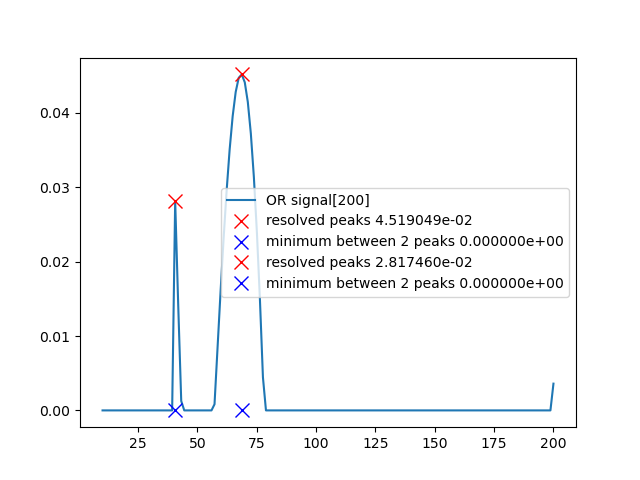 0.04
0.03
0.02
0.01
0.00
OR signal[200]
resolved peaks 4.519049e-02
minimum between 2 peaks 0.000000e+00
resolved peaks 2.817460e-02
minimum between 2 peaks 0.000000e+00
25 50 75 100 125 150 175 200